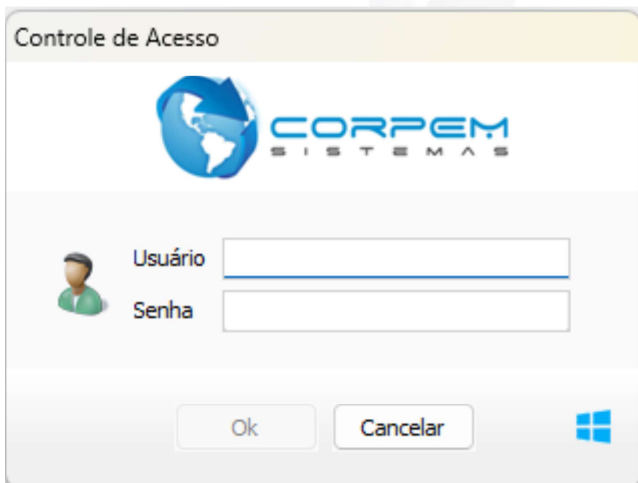 Controle de Acesso
CORPEM
SISTEMAS
Usuário
Senha
Ok
Cancelar